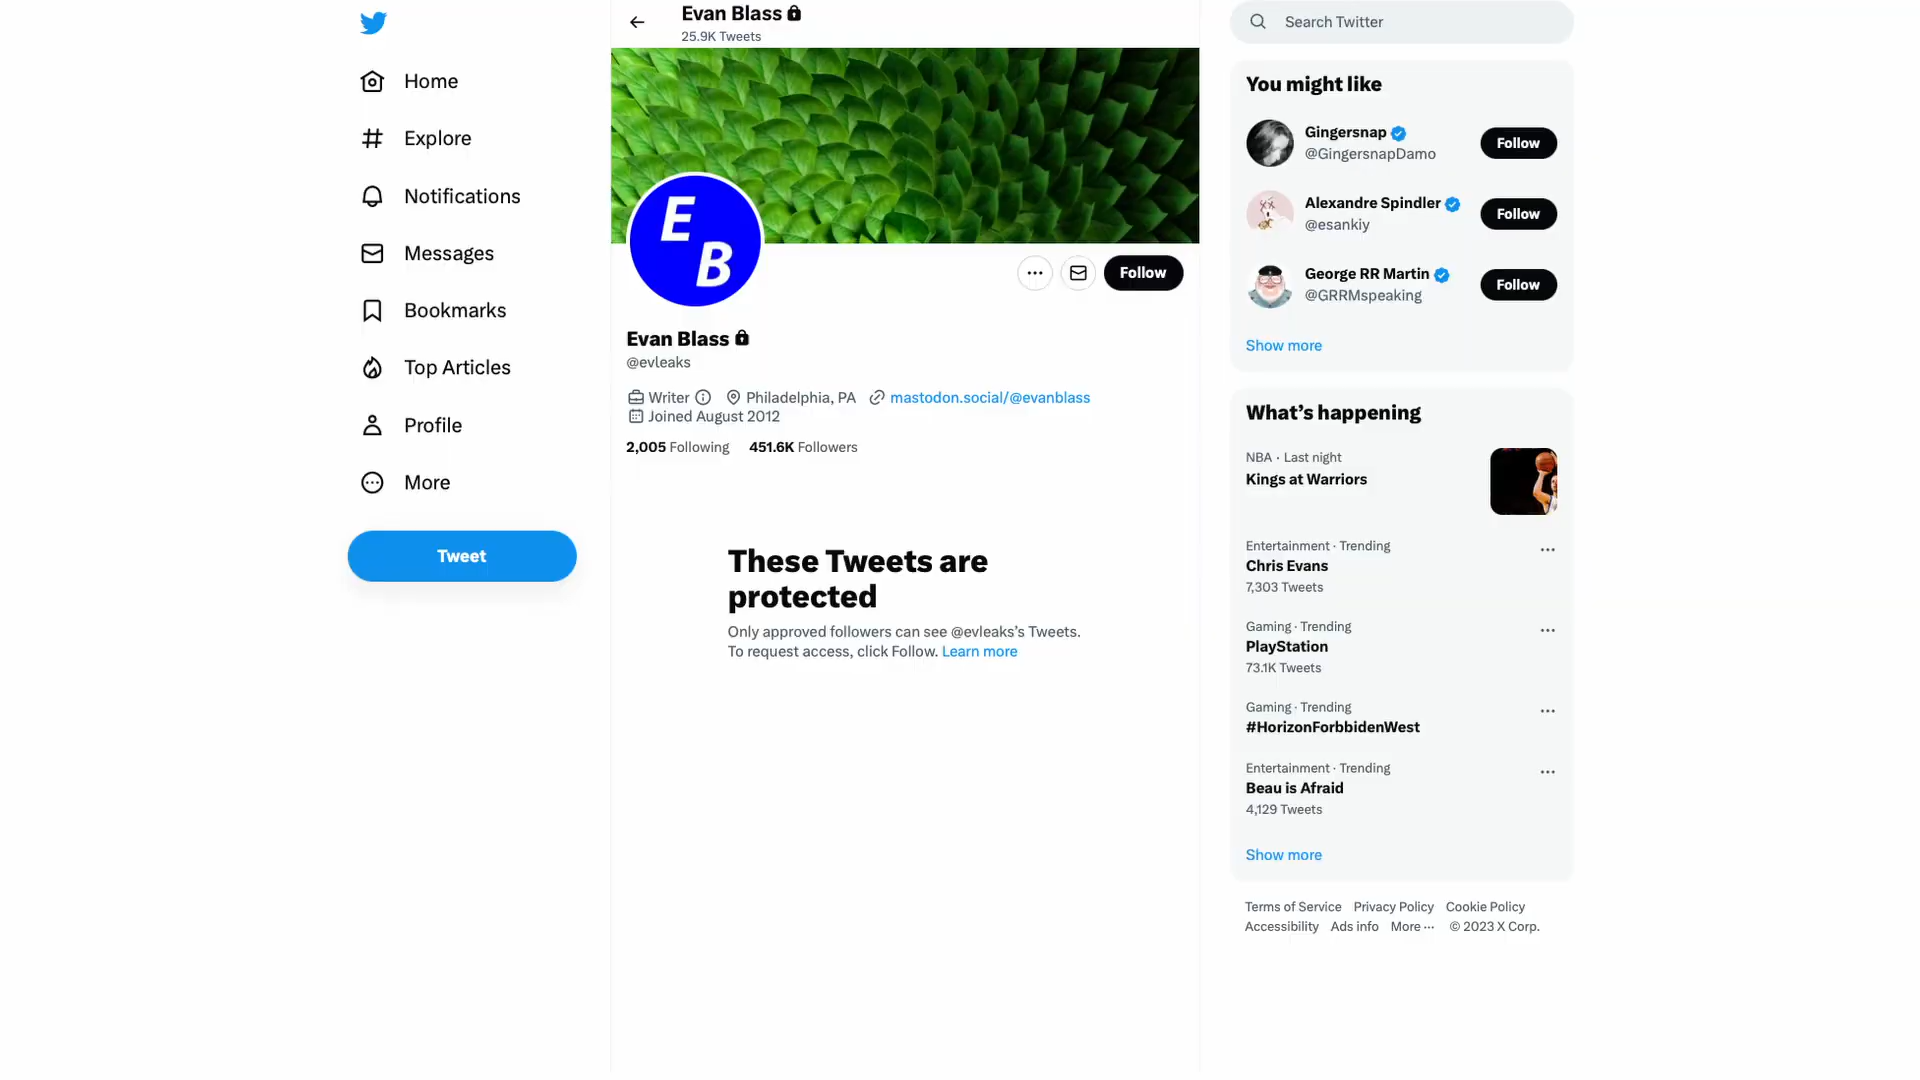 Home
Explore
Notifications
Messages
Bookmarks
Top Articles
Profile
More
Tweet
Evan Blass
25.9K Tweets
E
B
Follow
Evan Blass
@evleaks
Writer Philadelphia, PA mastodon.social/@evanblass
Joined August 2012
2,005 Following 451.6K Followers
These Tweets are
protected
Only approved followers can see @evleaks’s Tweets.
To request access, click Follow. Learn more
Search Twitter
You might like
Gingersnap
@GingersnapDamo
Follow
Alexandre Spindler
@esankiy
Follow
George RR Martin
@GRRMspeaking
Follow
Show more
What’s happening
NBA · Last night
Kings at Warriors
Entertainment · Trending
Chris Evans
7,303 Tweets
Gaming · Trending
PlayStation
73.1K Tweets
Gaming · Trending
#HorizonForbbidenWest
Entertainment · Trending
Beau is Afraid
4,129 Tweets
Show more
Terms of Service Privacy Policy Cookie Policy
Accessibility Ads info More ··· © 2023 X Corp.